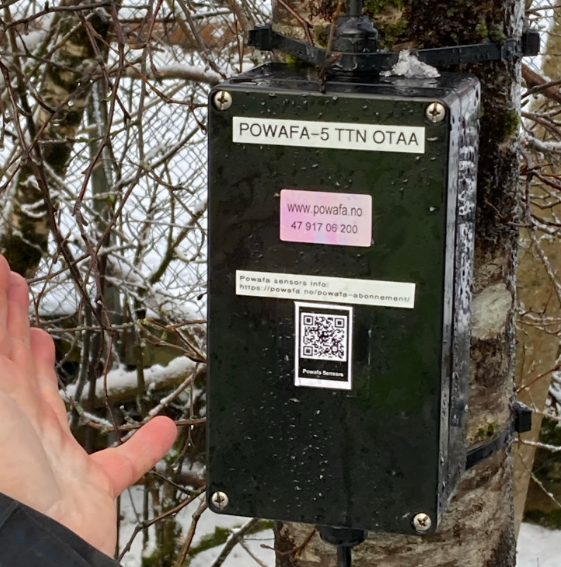 POWAFA-5 TTN OTAA
www.powafa.no
47 917 06 200
Powafa sensors info:
https://powafa.no/powafa-abonnement/
Powafa Sensors